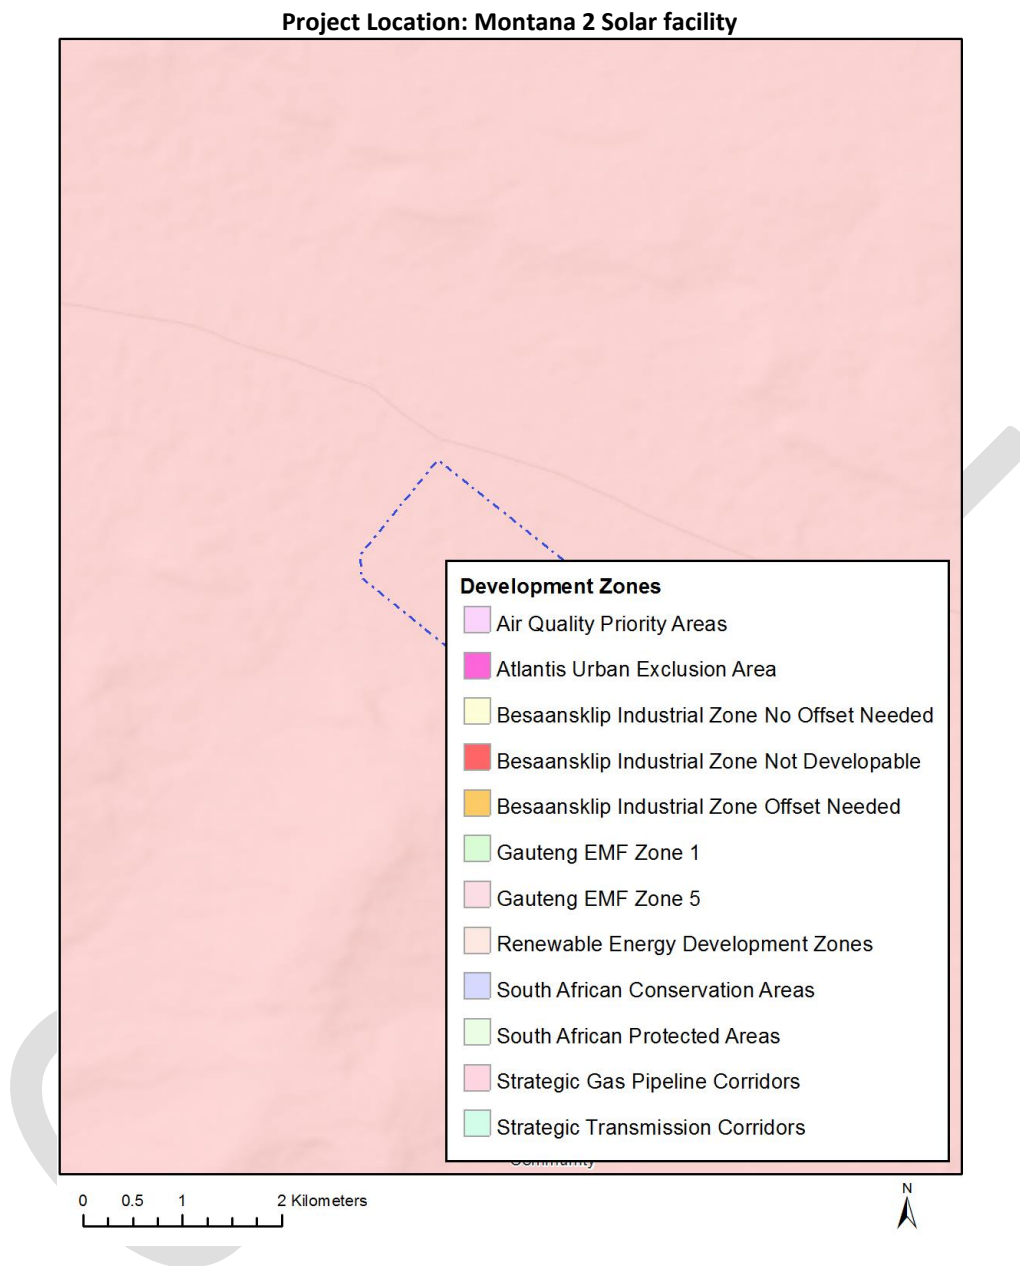 Project Location: Montana 2 Solar facility
Development Zones
Air Quality Priority Areas
Atlantis Urban Exclusion Area
Besaansklip Industrial Zone No Offset Needed
Besaansklip Industrial Zone Not Developable
Besaansklip Industrial Zone Offset Needed
Gauteng EMF Zone 1
Gauteng EMF Zone 5
Renewable Energy Development Zones
South African Conservation Areas
South African Protected Areas
Strategic Gas Pipeline Corridors
Strategic Transmission Corridors
Community
0 0.5 1 2 Kilometers
N